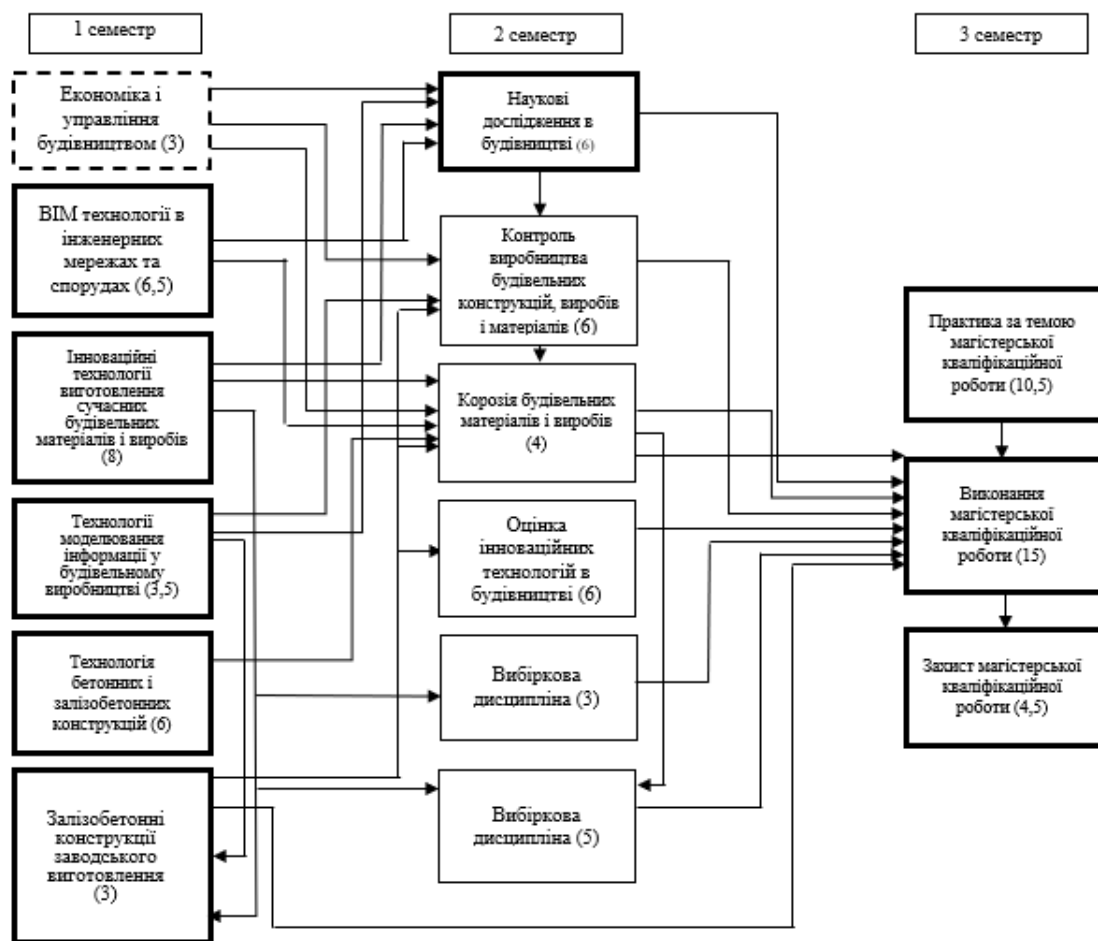 1 семестр
2 семестр
3 семестр
Економіка і
управління
будівництвом (3)
ВІМ технології в
інженерних
мережах та
спорудах (6,5)
Інноваційні
технології
виготовлення
сучасних
будівельних
матеріалів і виробів
(8)
Технології
моделювання
інформації у
будівельному
виробництві (3,5)
Технологія
бетонних і
залізобетонних
конструкцій (6)
Залізобетонні
конструкції
заводського
виготовлення
(3)
Наукові
дослідження в
будівництві (6)
Контроль
виробництва
будівельних
конструкцій, виробів
і матеріалів (6)
Корозія будівельних
матеріалів і виробів
(4)
Оцінка
інноваційних
технологій в
будівництві (6)
Вибіркова
дисципліна (3)
Вибіркова
дисципліна (5)
Практика за темою
магістерської
кваліфікаційної
роботи (10,5)
Виконання
магістерської
кваліфікаційної
роботи (15)
Захист магістерської
кваліфікаційної
роботи (4,5)